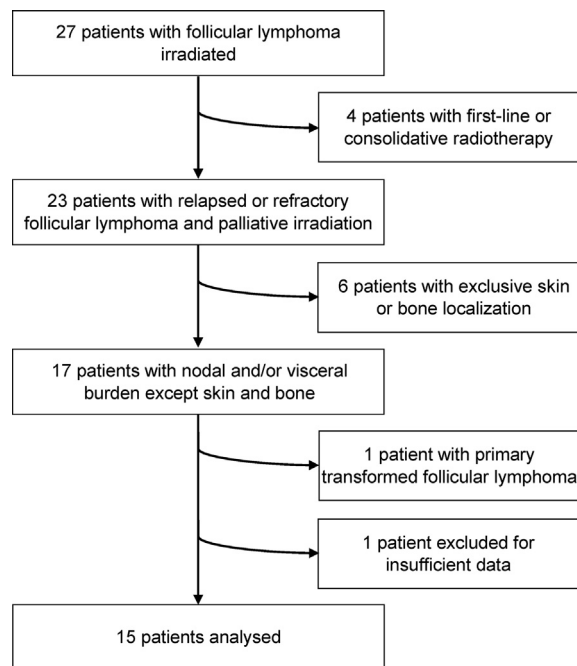 27 patients with follicular lymphoma
irradiated
4 patients with first-line or
consolidative radiotherapy
23 patients with relapsed or refractory
follicular lymphoma and palliative irradiation
6 patients with exclusive skin
or bone localization
17 patients with nodal and/or visceral
burden except skin and bone
1 patient with primary
transformed follicular lymphoma
1 patient excluded for
insufficient data
15 patients analysed